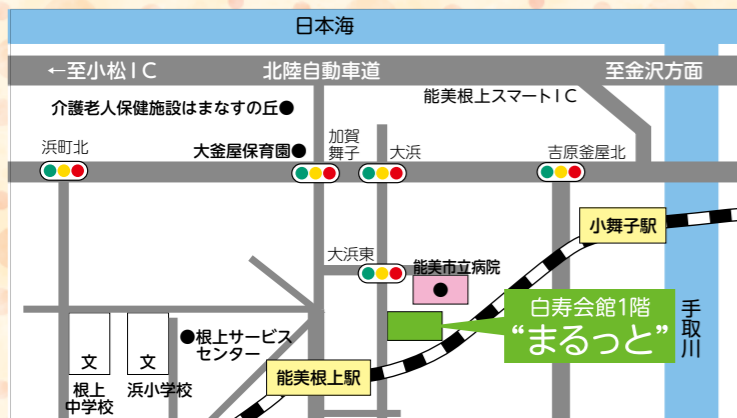 日本海
←至小松IC
北陸自動車道
至金沢方面
能美根上スマートIC
介護老人保健施設はまなすの丘●
浜町北
大釜屋保育園●
加賀
舞子
大浜
吉原釜屋北
小舞子駅
大浜東
能美市立病院
白寿会館1階
“まるっと”
手取川
●根上サービス
センター
文
文
根上
中学校
浜小学校
能美根上駅